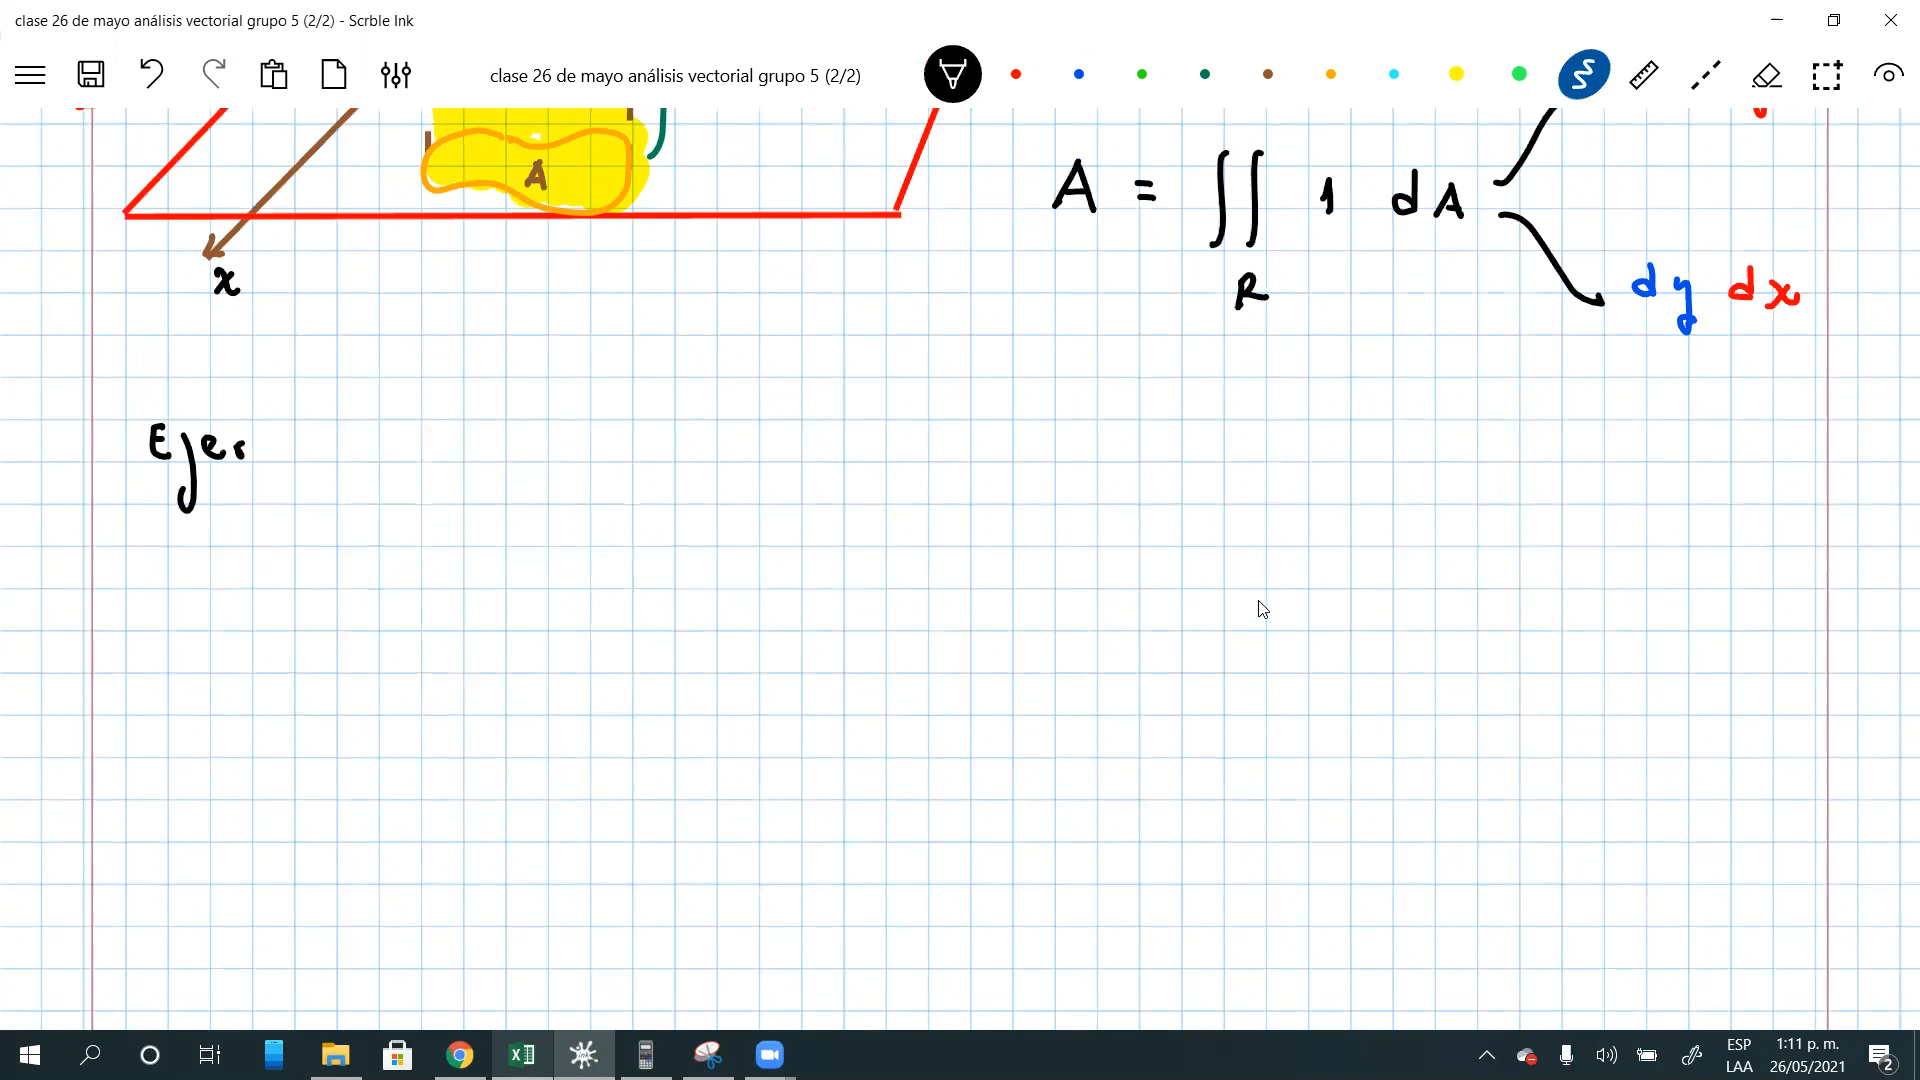 clase 26 de mayo análisis vectorial grupo 5 (2/2) - Scrble Ink
clase 26 de mayo análisis vectorial grupo 5 (2/2)
A
x
A = ∬ 1 dA
R
dy dx
Ejer
ESP
LAA
1:11 p. m.
26/05/2021
2